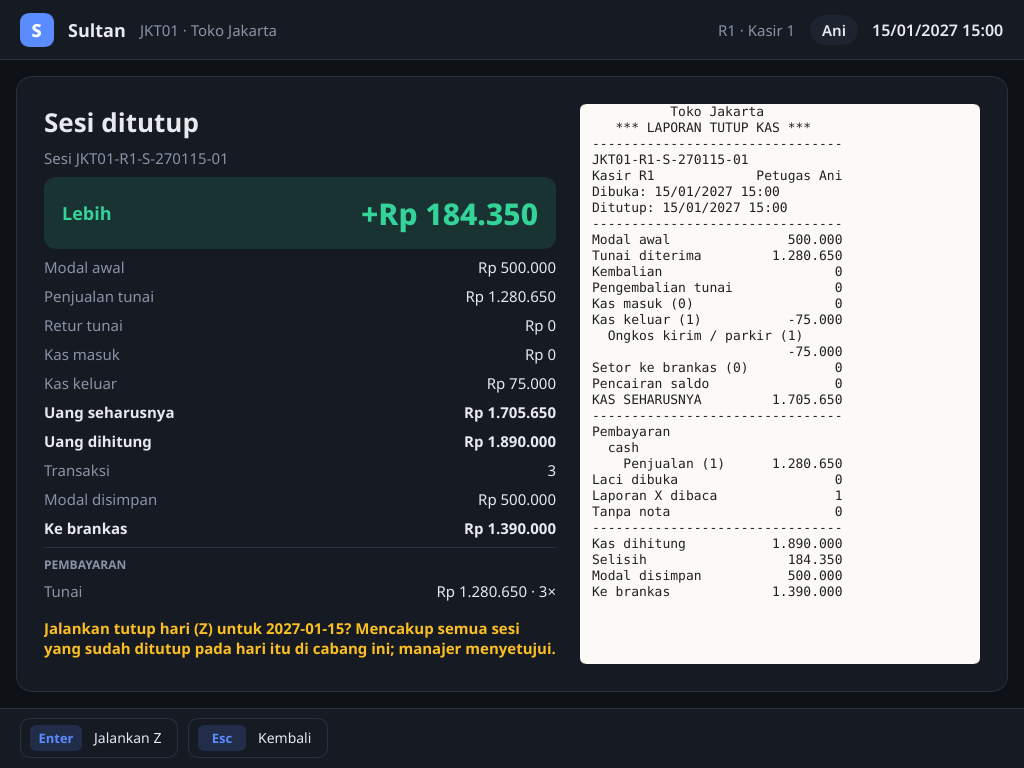 S Sultan JKT01 · Toko Jakarta R1 · Kasir 1 Ani 15/01/2027 15:00
Sesi ditutup
Sesi JKT01-R1-S-270115-01
Lebih +Rp 184.350
Modal awal Rp 500.000
Penjualan tunai Rp 1.280.650
Retur tunai Rp 0
Kas masuk Rp 0
Kas keluar Rp 75.000
Uang seharusnya Rp 1.705.650
Uang dihitung Rp 1.890.000
Transaksi 3
Modal disimpan Rp 500.000
Ke brankas Rp 1.390.000
PEMBAYARAN
Tunai Rp 1.280.650 · 3×
Jalankan tutup hari (Z) untuk 2027-01-15? Mencakup semua sesi
yang sudah ditutup pada hari itu di cabang ini; manajer menyetujui.
Toko Jakarta
*** LAPORAN TUTUP KAS ***
--------------------------------
JKT01-R1-S-270115-01
Kasir R1 Petugas Ani
Dibuka: 15/01/2027 15:00
Ditutup: 15/01/2027 15:00
--------------------------------
Modal awal 500.000
Tunai diterima 1.280.650
Kembalian 0
Pengembalian tunai 0
Kas masuk (0) 0
Kas keluar (1) -75.000
Ongkos kirim / parkir (1)
-75.000
Setor ke brankas (0) 0
Pencairan saldo 0
KAS SEHARUSNYA 1.705.650
--------------------------------
Pembayaran
cash
Penjualan (1) 1.280.650
Laci dibuka 0
Laporan X dibaca 1
Tanpa nota 0
--------------------------------
Kas dihitung 1.890.000
Selisih 184.350
Modal disimpan 500.000
Ke brankas 1.390.000
Enter Jalankan Z Esc Kembali